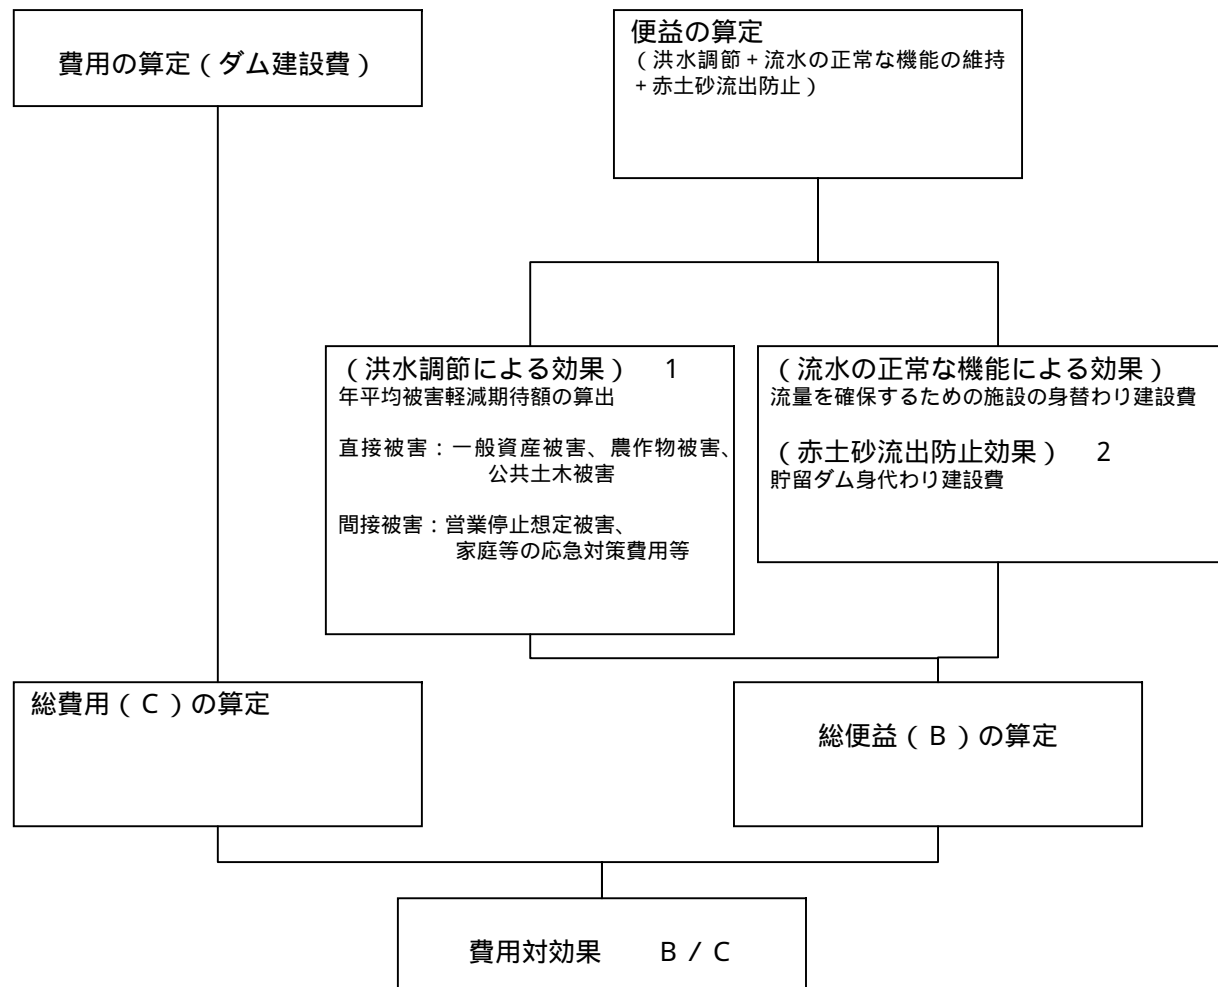 費用の算定（ダム建設費）
便益の算定
（洪水調節＋流水の正常な機能の維持
＋赤土砂流出防止）
（洪水調節による効果）　1
年平均被害軽減期待額の算出
直接被害：一般資産被害、農作物被害、
公共土木被害
間接被害：営業停止想定被害、
家庭等の応急対策費用等
（流水の正常な機能による効果）
流量を確保するための施設の身替わり建設費
（赤土砂流出防止効果）　2
貯留ダム身代わり建設費
総費用（Ｃ）の算定
総便益（Ｂ）の算定
費用対効果　　Ｂ／Ｃ